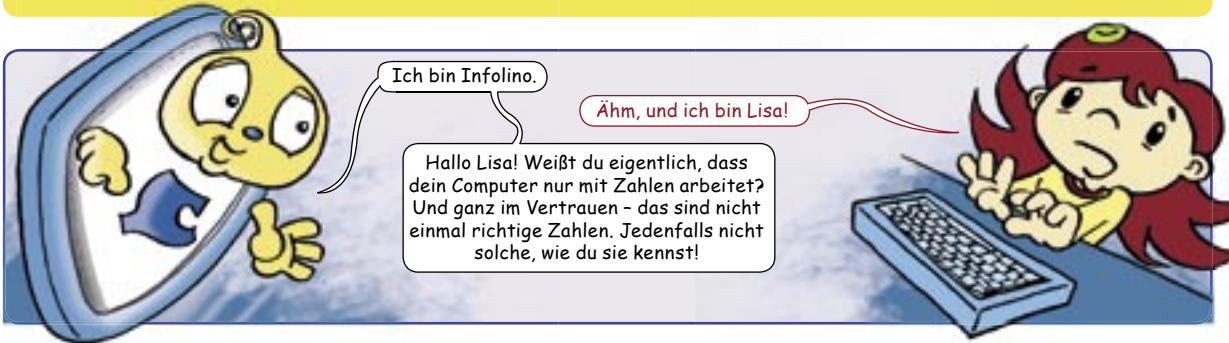 Ich bin Infolino.
Ähm, und ich bin Lisa!
Hallo Lisa! Weißt du eigentlich, dass
dein Computer nur mit Zahlen arbeitet?
Und ganz im Vertrauen – das sind nicht
einmal richtige Zahlen. Jedenfalls nicht
solche, wie du sie kennst!